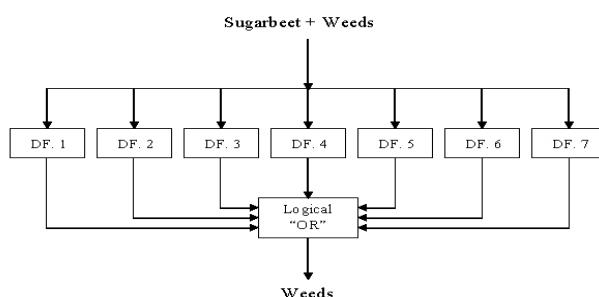 Sugarbeet + Weeds
DF. 1 DF. 2 DF. 3 DF. 4 DF. 5 DF. 6 DF. 7
Logical
“OR”
Weeds